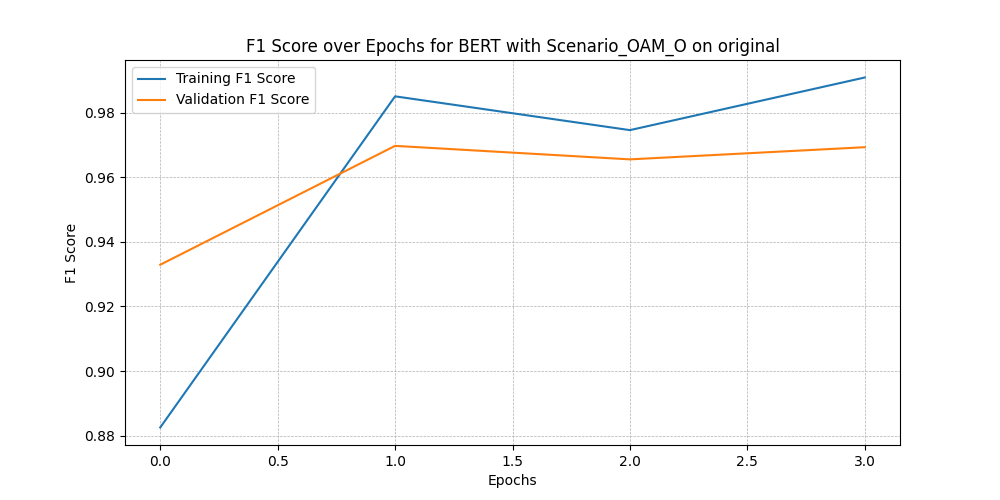 F1 Score over Epochs for BERT with Scenario_OAM_O on original
Training F1 Score
Validation F1 Score
F1 Score
0.98
0.96
0.94
0.92
0.90
0.88
0.0 0.5 1.0 1.5 2.0 2.5 3.0
Epochs